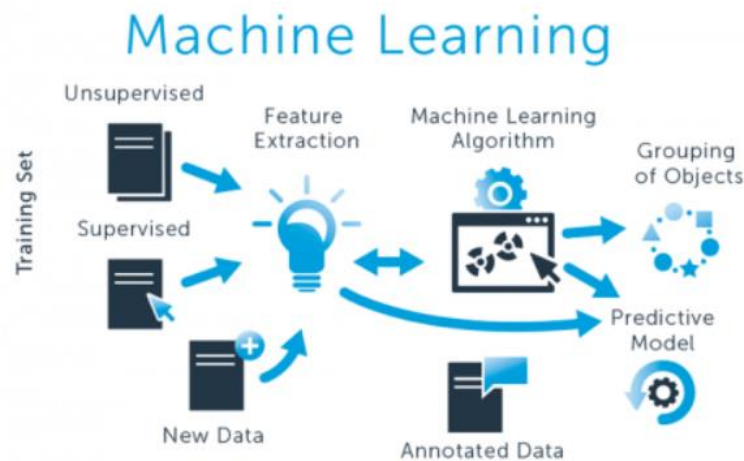 Machine Learning
Training Set
Unsupervised
Supervised
New Data
Feature
Extraction
Machine Learning
Algorithm
Grouping
of Objects
Predictive
Model
Annotated Data